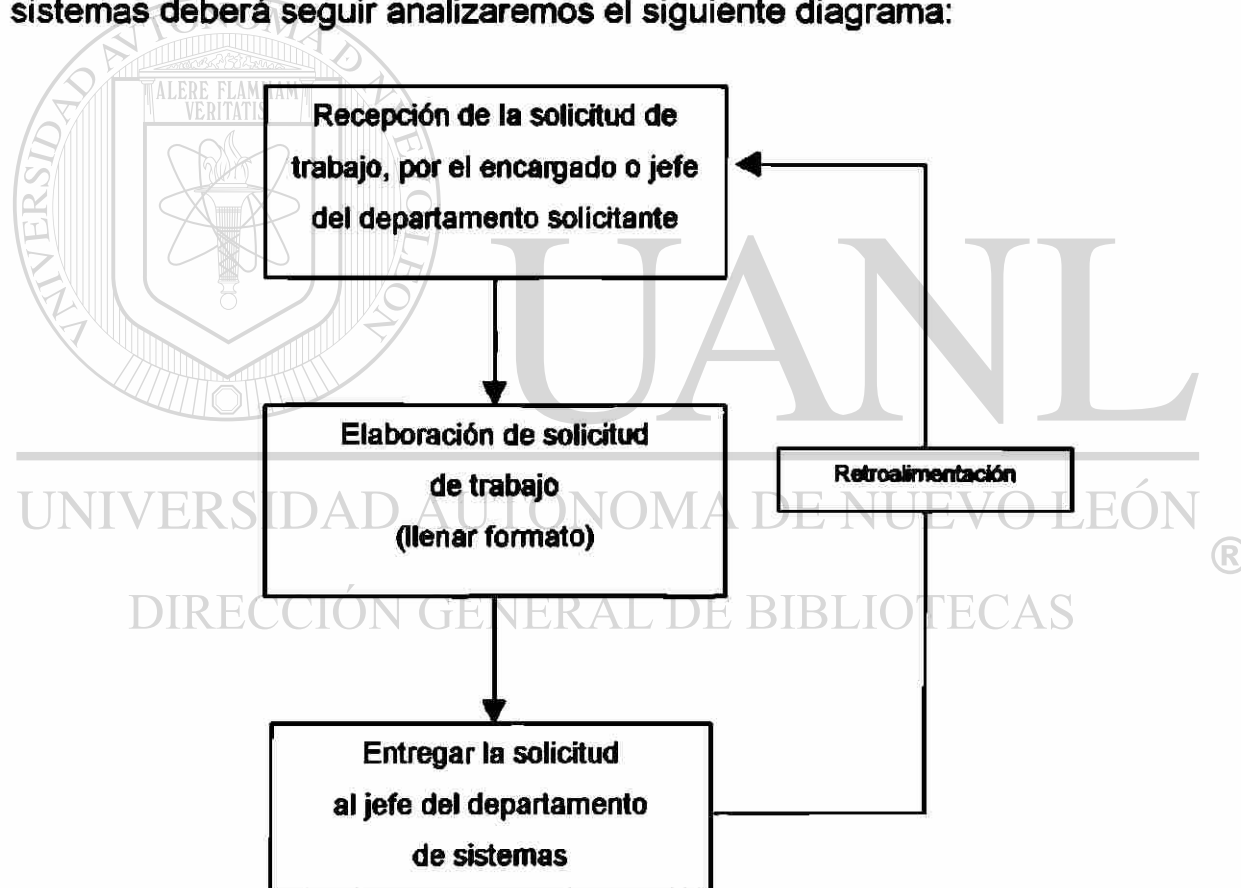 sistemas deberá seguir analizaremos el siguiente diagrama:
ALERE FLAMMAM
VERITATIS
Recepción de la solicitud de
trabajo, por el encargado o jefe
del departamento solicitante
UANL
Elaboración de solicitud
de trabajo
(llenar formato)
Retroalimentación
UNIVERSIDAD AUTÓNOMA DE NUEVO LEÓN
®
DIRECCIÓN GENERAL DE BIBLIOTECAS
Entregar la solicitud
al jefe del departamento
de sistemas